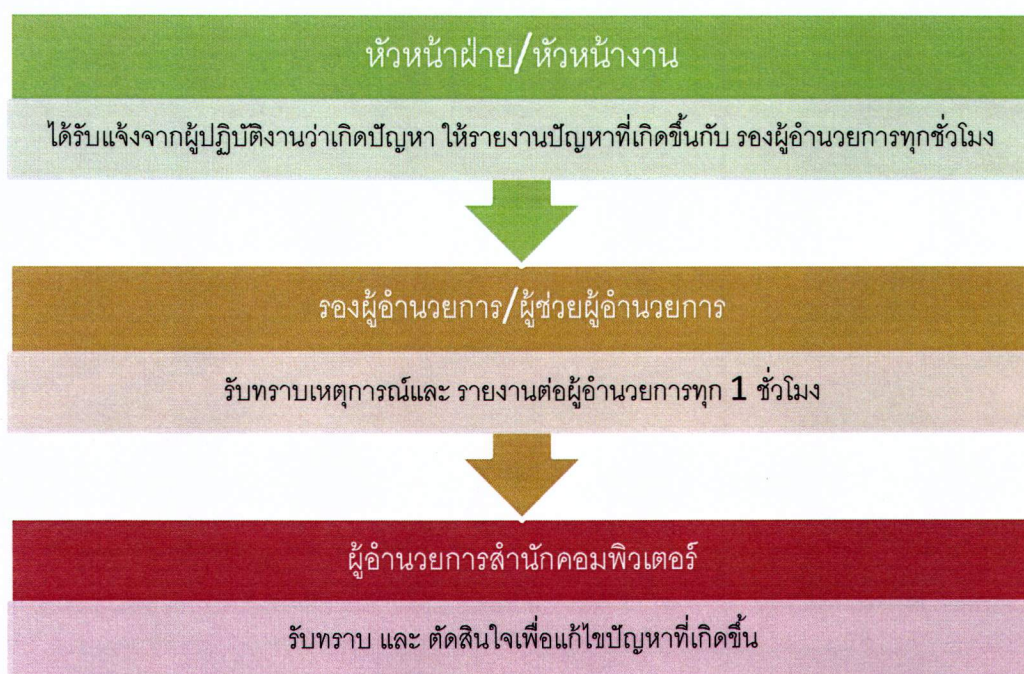 หัวหน้าฝ่าย/หัวหน้างาน
ได้รับแจ้งจากผู้ปฏิบัติงานว่าเกิดปัญหา ให้รายงานปัญหาที่เกิดขึ้นกับ รองผู้อำนวยการทุกชั่วโมง
รองผู้อำนวยการ/ผู้ช่วยผู้อำนวยการ
รับทราบเหตุการณ์และ รายงานต่อผู้อำนวยการทุก 1 ชั่วโมง
ผู้อำนวยการสำนักคอมพิวเตอร์
รับทราบ และ ตัดสินใจเพื่อแก้ไขปัญหาที่เกิดขึ้น